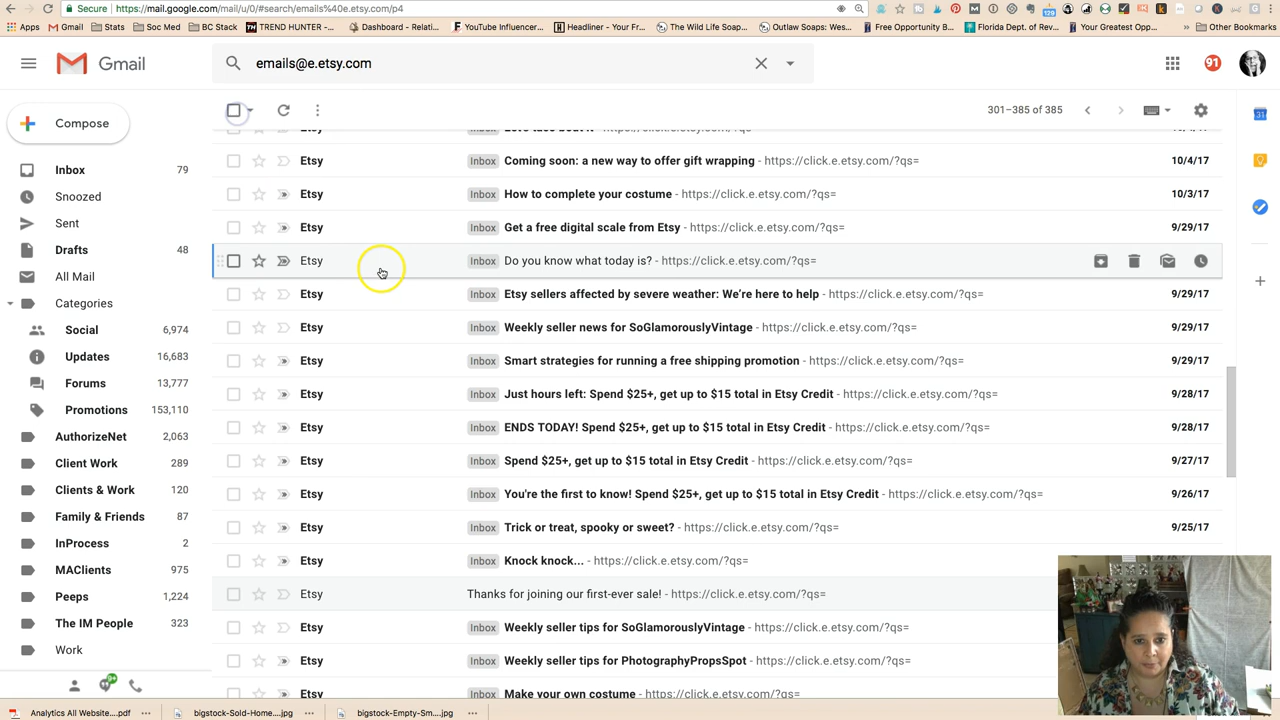 Secure https://mail.google.com/mail/u/0/#search/emails%40e.etsy.com/p4
Apps Gmail Stats Soc Med BC Stack TREND HUNTER ... Dashboard - Relati... YouTube Influencer... Headliner - Your Fr... The Wild Life Soap... Outlaw Soaps: Wes... Free Opportunity B... Florida Dept. of Rev... Your Greatest Opp... » Other Bookmarks
Gmail emails@e.etsy.com 91
Compose 301–385 of 385
Coming soon: a new way to offer gift wrapping
Etsy Inbox Coming soon: a new way to offer gift wrapping - https://click.e.etsy.com/?qs= 10/4/17
Etsy Inbox How to complete your costume - https://click.e.etsy.com/?qs= 10/3/17
Etsy Inbox Get a free digital scale from Etsy - https://click.e.etsy.com/?qs= 9/29/17
Etsy Inbox Do you know what today is? - https://click.e.etsy.com/?qs=
Etsy Inbox Etsy sellers affected by severe weather: We're here to help - https://click.e.etsy.com/?qs= 9/29/17
Etsy Inbox Weekly seller news for SoGlamorouslyVintage - https://click.e.etsy.com/?qs= 9/29/17
Etsy Inbox Smart strategies for running a free shipping promotion - https://click.e.etsy.com/?qs= 9/29/17
Etsy Inbox Just hours left: Spend $25+, get up to $15 total in Etsy Credit - https://click.e.etsy.com/?qs= 9/28/17
Etsy Inbox ENDS TODAY! Spend $25+, get up to $15 total in Etsy Credit - https://click.e.etsy.com/?qs= 9/28/17
Etsy Inbox Spend $25+, get up to $15 total in Etsy Credit - https://click.e.etsy.com/?qs= 9/27/17
Etsy Inbox You're the first to know! Spend $25+, get up to $15 total in Etsy Credit - https://click.e.etsy.com/?qs= 9/26/17
Etsy Inbox Trick or treat, spooky or sweet? - https://click.e.etsy.com/?qs= 9/25/17
Etsy Inbox Knock knock... - https://click.e.etsy.com/?qs=
Etsy Thanks for joining our first-ever sale! - https://click.e.etsy.com/?qs=
Etsy Inbox Weekly seller tips for SoGlamorouslyVintage - https://click.e.etsy.com/?qs=
Etsy Inbox Weekly seller tips for PhotographyPropsSpot - https://click.e.etsy.com/?qs=
Etsy Inbox Make your own costume - https://click.e.etsy.com/?qs=
Inbox 79
Snoozed
Sent
Drafts 48
All Mail
Categories
Social 6,974
Updates 16,683
Forums 13,777
Promotions 153,110
AuthorizeNet 2,063
Client Work 289
Clients & Work 120
Family & Friends 87
InProcess 2
MAClients 975
Peeps 1,224
The IM People 323
Work
Analytics All Website....pdf bigstock-Sold-Home....jpg bigstock-Empty-Sm....jpg